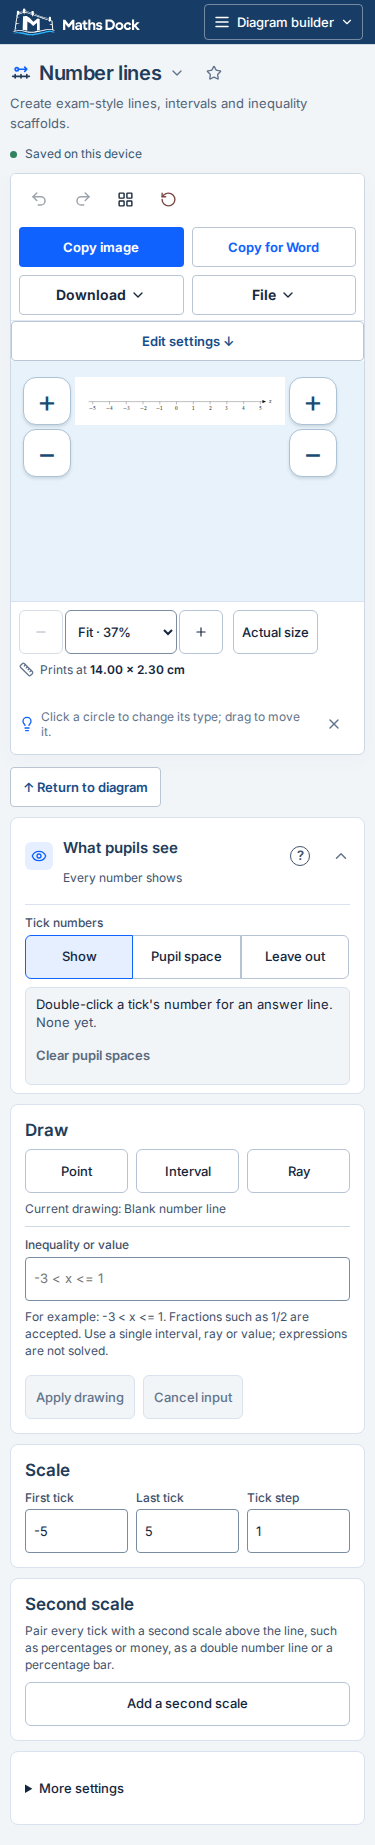 Maths Dock
Diagram builder
Number lines
Create exam-style lines, intervals and inequality
scaffolds.
Saved on this device
Copy image
Copy for Word
Download
File
Edit settings ↓
+
−
+
−
-5 -4 -3 -2 -1 0 1 2 3 4 5 x
−
Fit · 37%
+
Actual size
Prints at 14.00 × 2.30 cm
Click a circle to change its type; drag to move
it.
↑ Return to diagram
What pupils see
?
Every number shows
Tick numbers
Show
Pupil space
Leave out
Double-click a tick's number for an answer line.
None yet.
Clear pupil spaces
Draw
Point
Interval
Ray
Current drawing: Blank number line
Inequality or value
-3 < x <= 1
For example: -3 < x <= 1. Fractions such as 1/2 are
accepted. Use a single interval, ray or value; expressions
are not solved.
Apply drawing
Cancel input
Scale
First tick
Last tick
Tick step
-5
5
1
Second scale
Pair every tick with a second scale above the line, such
as percentages or money, as a double number line or a
percentage bar.
Add a second scale
More settings